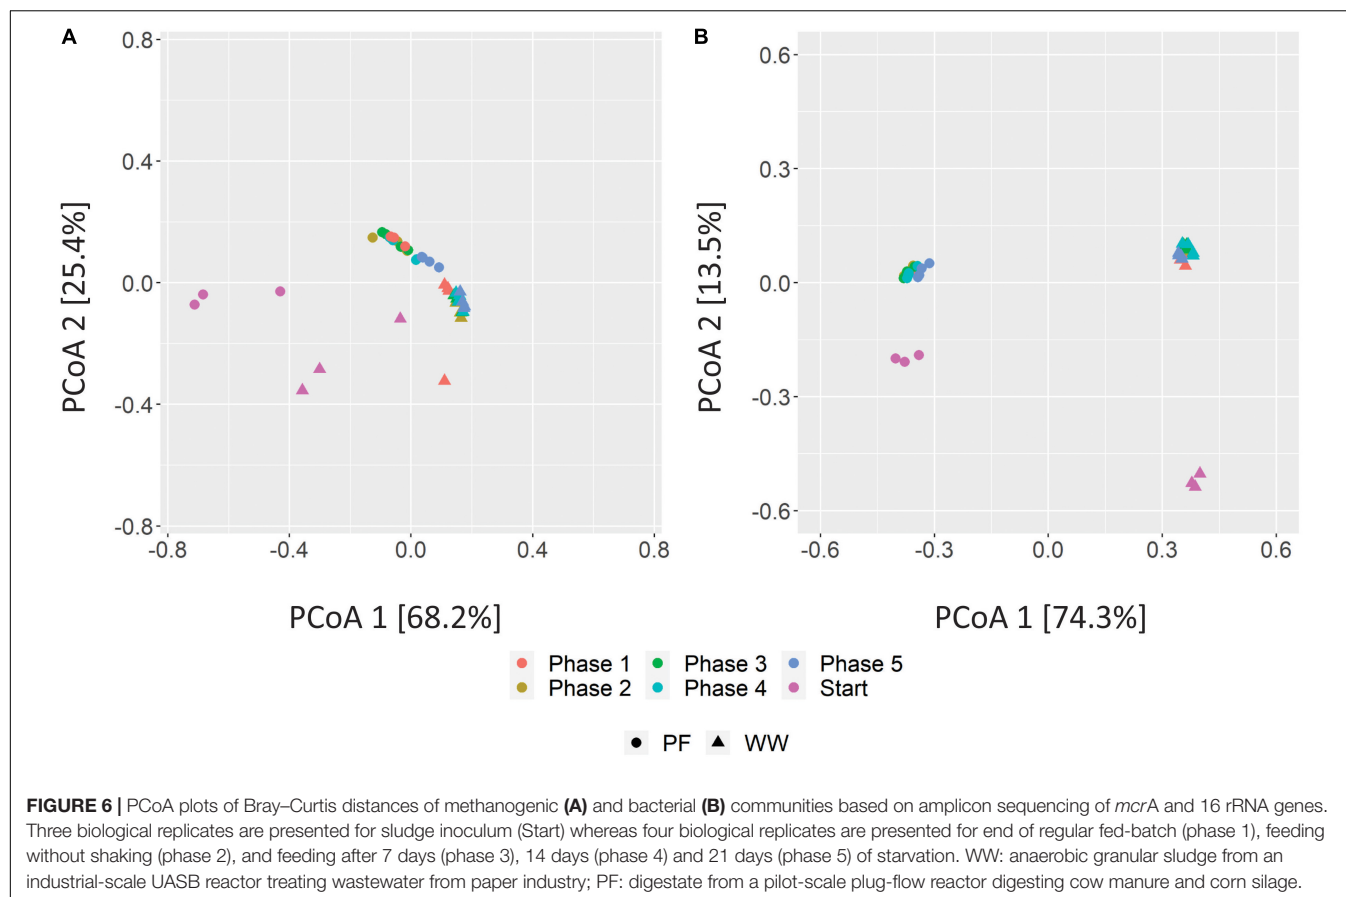 A
B
0.8
0.4
0.0
-0.4
-0.8
PCoA 2 [25.4%]
-0.8 -0.4 0.0 0.4 0.8
PCoA 1 [68.2%]
0.6
0.3
0.0
-0.3
-0.6
PCoA 2 [13.5%]
-0.6 -0.3 0.0 0.3 0.6
PCoA 1 [74.3%]
Phase 1 Phase 3 Phase 5
Phase 2 Phase 4 Start
PF WW
FIGURE 6 | PCoA plots of Bray–Curtis distances of methanogenic (A) and bacterial (B) communities based on amplicon sequencing of mcrA and 16 rRNA genes.
Three biological replicates are presented for sludge inoculum (Start) whereas four biological replicates are presented for end of regular fed-batch (phase 1), feeding
without shaking (phase 2), and feeding after 7 days (phase 3), 14 days (phase 4) and 21 days (phase 5) of starvation. WW: anaerobic granular sludge from an
industrial-scale UASB reactor treating wastewater from paper industry; PF: digestate from a pilot-scale plug-flow reactor digesting cow manure and corn silage.